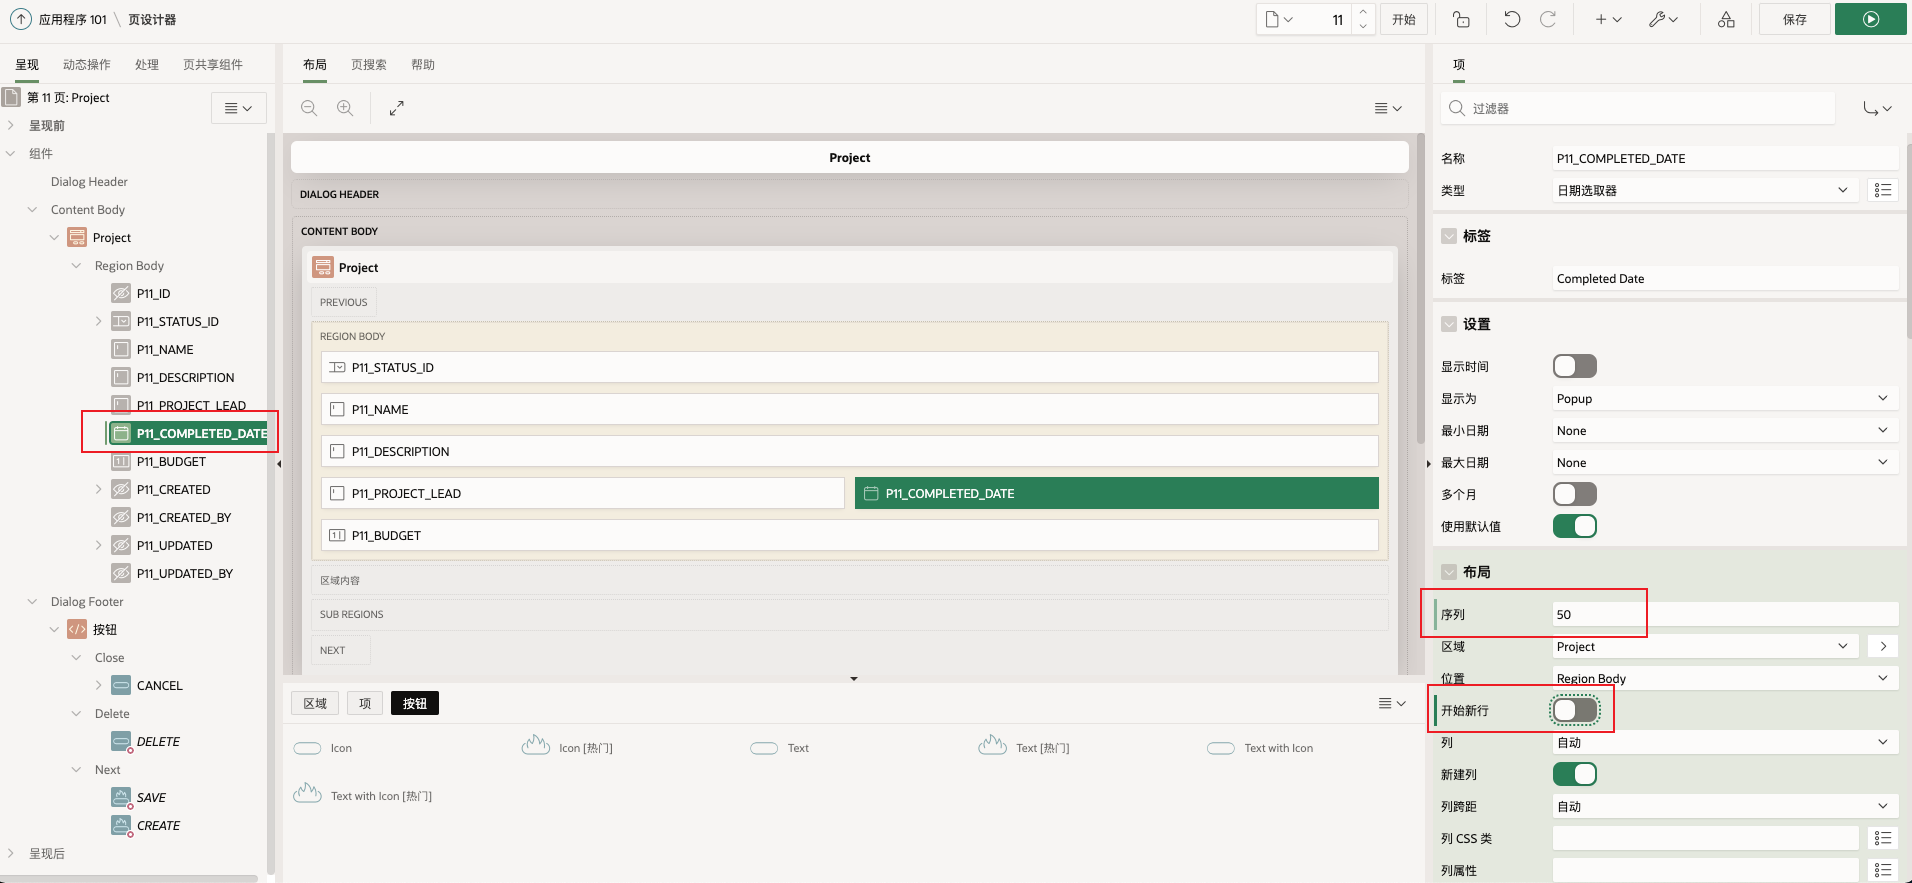 应用程序 101 \ 页设计器
11
开始
保存
呈现
动态操作
处理
页共享组件
第 11 页: Project
呈现前
组件
Dialog Header
Content Body
Project
Region Body
P11_ID
P11_STATUS_ID
P11_NAME
P11_DESCRIPTION
P11_PROJECT_LEAD
P11_COMPLETED_DATE
P11_BUDGET
P11_CREATED
P11_CREATED_BY
P11_UPDATED
P11_UPDATED_BY
Dialog Footer
按钮
Close
CANCEL
Delete
DELETE
Next
SAVE
CREATE
呈现后
布局
页搜索
帮助
Project
DIALOG HEADER
CONTENT BODY
Project
PREVIOUS
REGION BODY
P11_STATUS_ID
P11_NAME
P11_DESCRIPTION
P11_PROJECT_LEAD
P11_COMPLETED_DATE
P11_BUDGET
区域内容
SUB REGIONS
NEXT
区域
项
按钮
Icon
Icon [热门]
Text
Text [热门]
Text with Icon
Text with Icon [热门]
项
过滤器
名称 P11_COMPLETED_DATE
类型 日期选取器
标签
标签 Completed Date
设置
显示时间
显示为 Popup
最小日期 None
最大日期 None
多个月
使用默认值
布局
序列 50
区域 Project
位置 Region Body
开始新行
列 自动
新建列
列跨距 自动
列 CSS 类
列属性